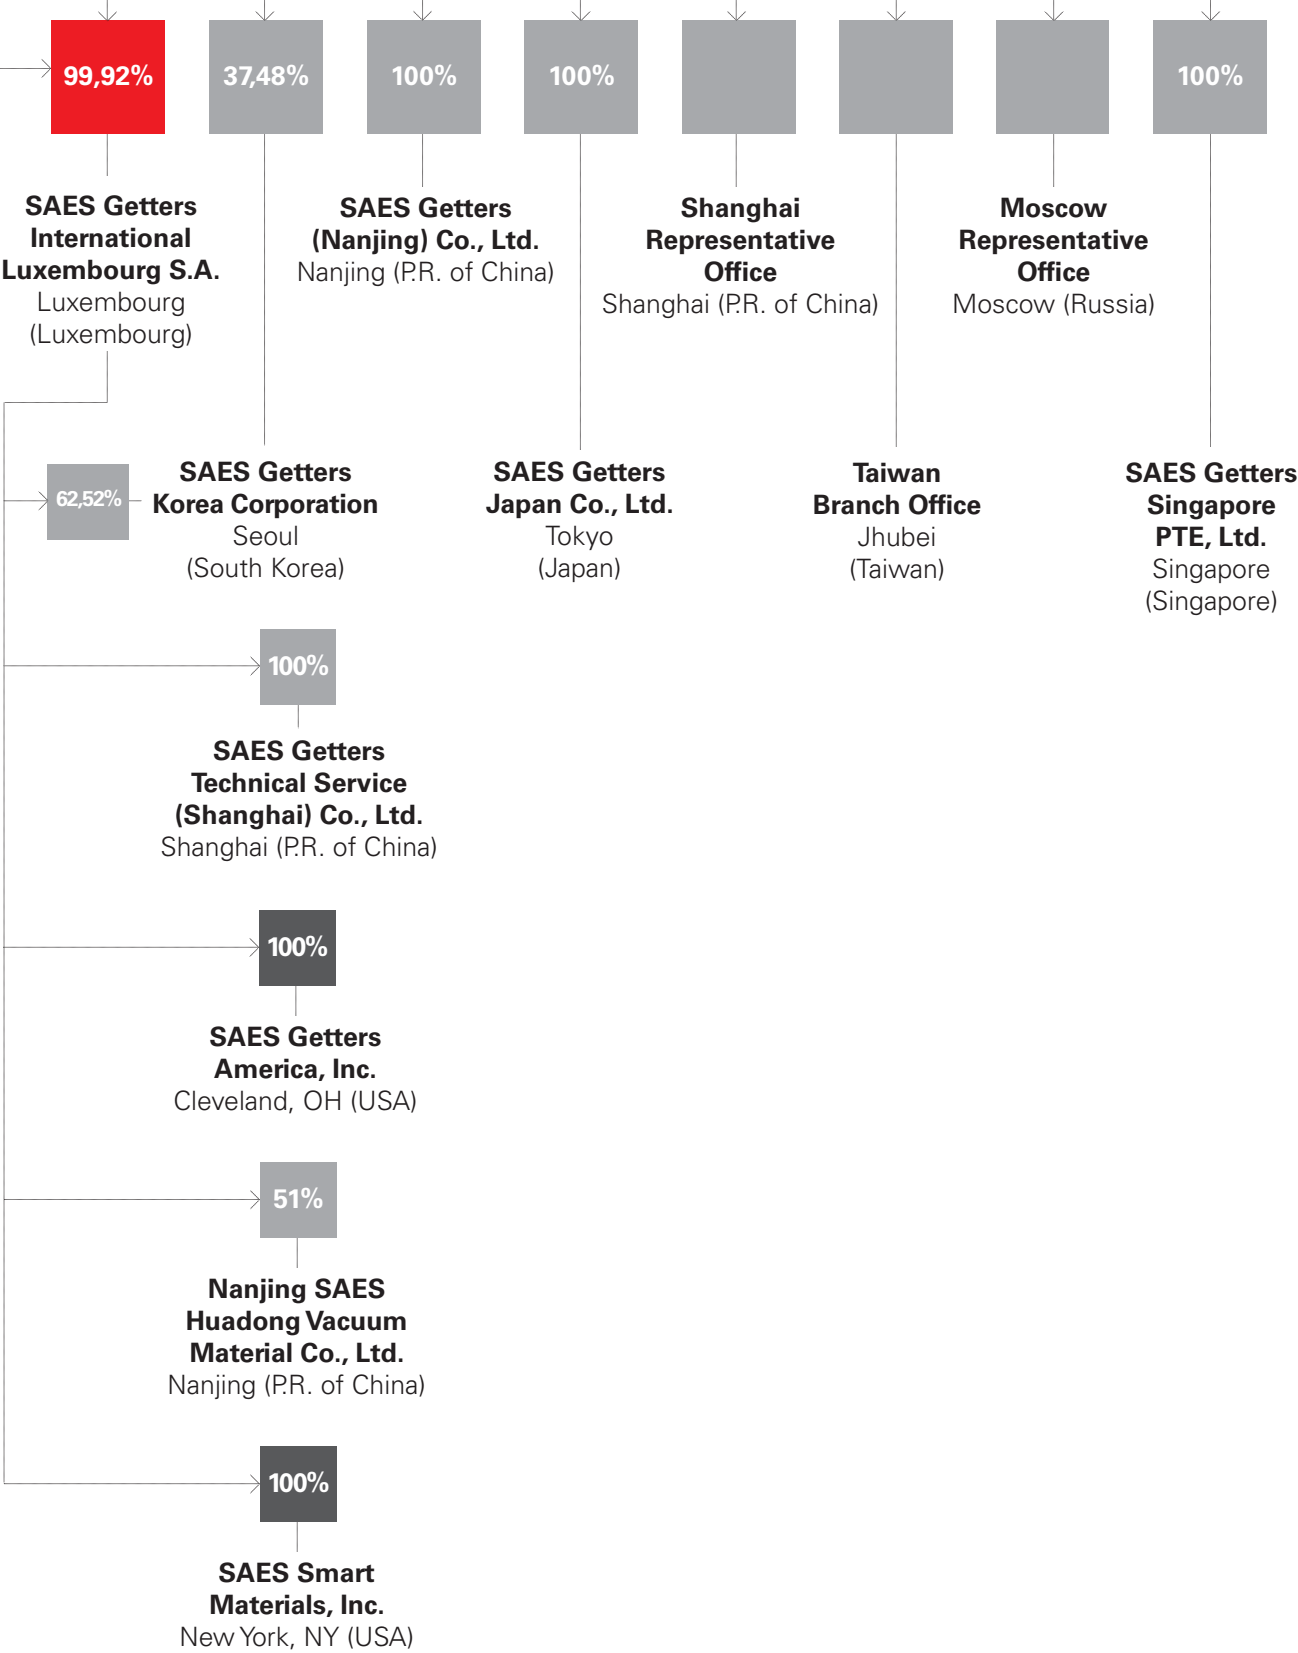 99,92%
37,48%
100%
100%
100%
SAES Getters
International
Luxembourg S.A.
Luxembourg
(Luxembourg)
SAES Getters
(Nanjing) Co., Ltd.
Nanjing (P.R. of China)
Shanghai
Representative
Office
Shanghai (P.R. of China)
Moscow
Representative
Office
Moscow (Russia)
62,52%
SAES Getters
Korea Corporation
Seoul
(South Korea)
SAES Getters
Japan Co., Ltd.
Tokyo
(Japan)
Taiwan
Branch Office
Jhubei
(Taiwan)
SAES Getters
Singapore
PTE, Ltd.
Singapore
(Singapore)
100%
SAES Getters
Technical Service
(Shanghai) Co., Ltd.
Shanghai (P.R. of China)
100%
SAES Getters
America, Inc.
Cleveland, OH (USA)
51%
Nanjing SAES
Huadong Vacuum
Material Co., Ltd.
Nanjing (P.R. of China)
100%
SAES Smart
Materials, Inc.
New York, NY (USA)